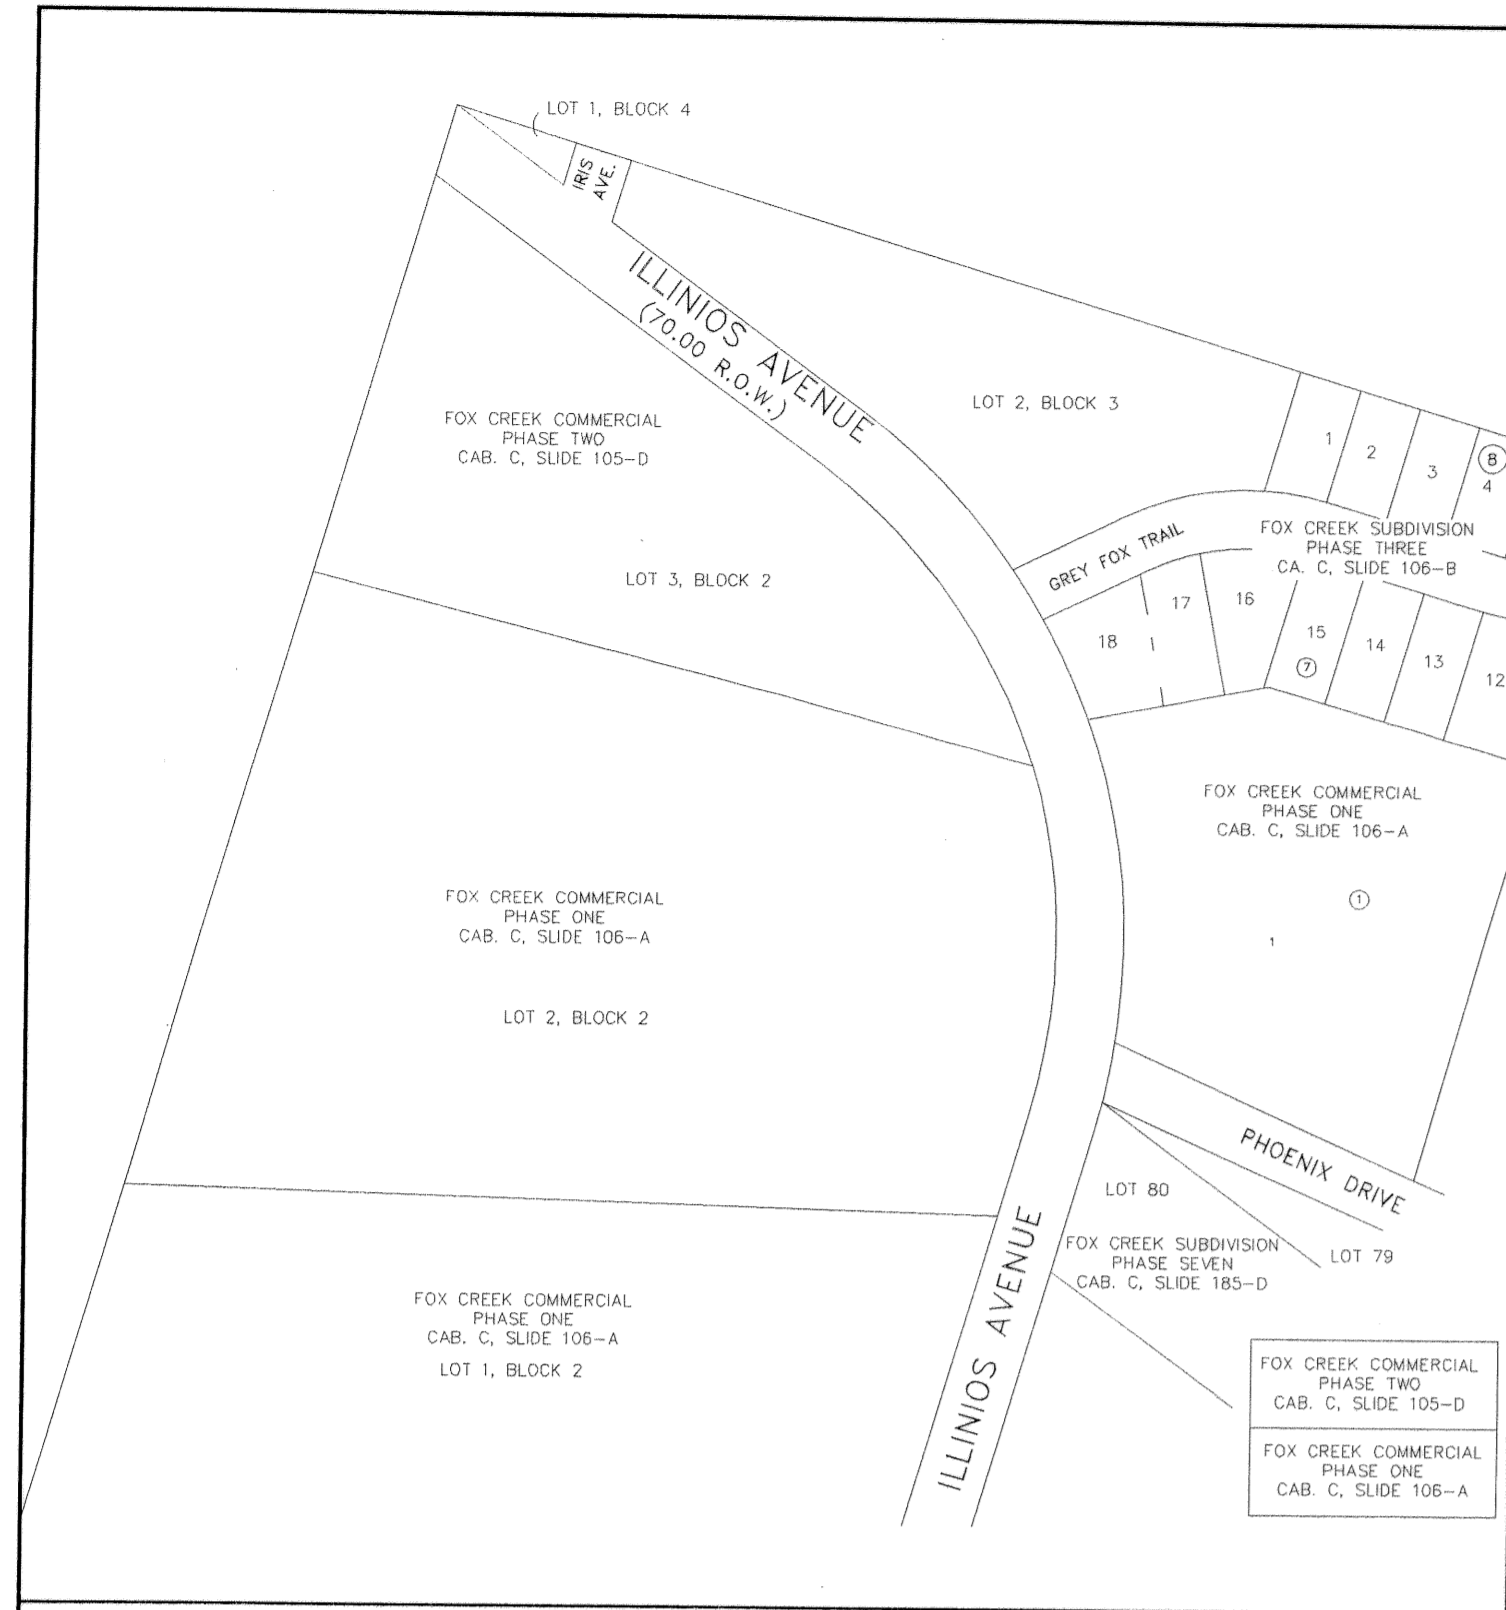 LOT 1, BLOCK 4
IRIS
AVE.
ILLINIOS AVENUE
(70.00 R.O.W.)
LOT 2, BLOCK 3
FOX CREEK COMMERCIAL
PHASE TWO
CAB. C, SLIDE 105-D
LOT 3, BLOCK 2
1
2
3
8
4
GREY FOX TRAIL
FOX CREEK SUBDIVISION
PHASE THREE
CA. C, SLIDE 106-B
18
17
16
15
7
14
13
12
FOX CREEK COMMERCIAL
PHASE ONE
CAB. C, SLIDE 106-A
1
1
FOX CREEK COMMERCIAL
PHASE ONE
CAB. C, SLIDE 106-A
LOT 2, BLOCK 2
PHOENIX DRIVE
LOT 80
FOX CREEK SUBDIVISION
PHASE SEVEN
CAB. C, SLIDE 185-D
LOT 79
ILLINIOS AVENUE
FOX CREEK COMMERCIAL
PHASE ONE
CAB. C, SLIDE 106-A
LOT 1, BLOCK 2
FOX CREEK COMMERCIAL
PHASE TWO
CAB. C, SLIDE 105-D
FOX CREEK COMMERCIAL
PHASE ONE
CAB. C, SLIDE 106-A